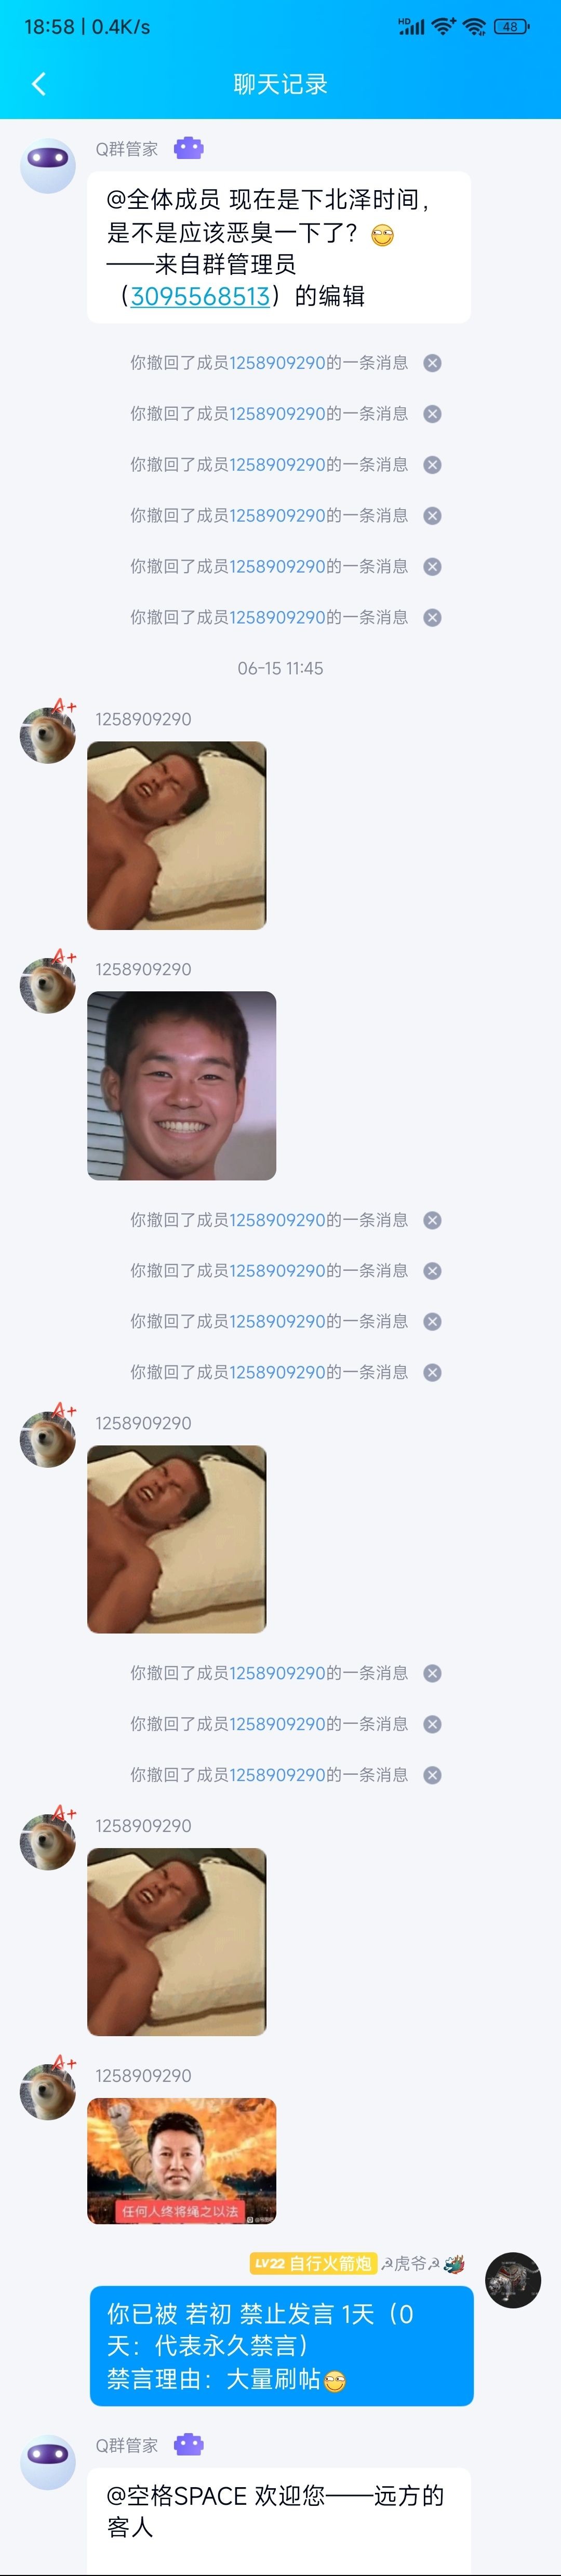 18:58 | 0.4K/s
HD
48
聊天记录
Q群管家
@全体成员 现在是下北泽时间，
是不是应该恶臭一下了？
——来自群管理员
（3095568513）的编辑
你撤回了成员1258909290的一条消息
你撤回了成员1258909290的一条消息
你撤回了成员1258909290的一条消息
你撤回了成员1258909290的一条消息
你撤回了成员1258909290的一条消息
你撤回了成员1258909290的一条消息
06-15 11:45
A+
1258909290
A+
1258909290
你撤回了成员1258909290的一条消息
你撤回了成员1258909290的一条消息
你撤回了成员1258909290的一条消息
你撤回了成员1258909290的一条消息
A+
1258909290
你撤回了成员1258909290的一条消息
你撤回了成员1258909290的一条消息
你撤回了成员1258909290的一条消息
A+
1258909290
A+
1258909290
任何人终将绳之以法
LV22 自行火箭炮 ☭虎爷☭
你已被 若初 禁止发言 1天（0
天：代表永久禁言）
禁言理由：大量刷帖
Q群管家
@空格SPACE 欢迎您——远方的
客人